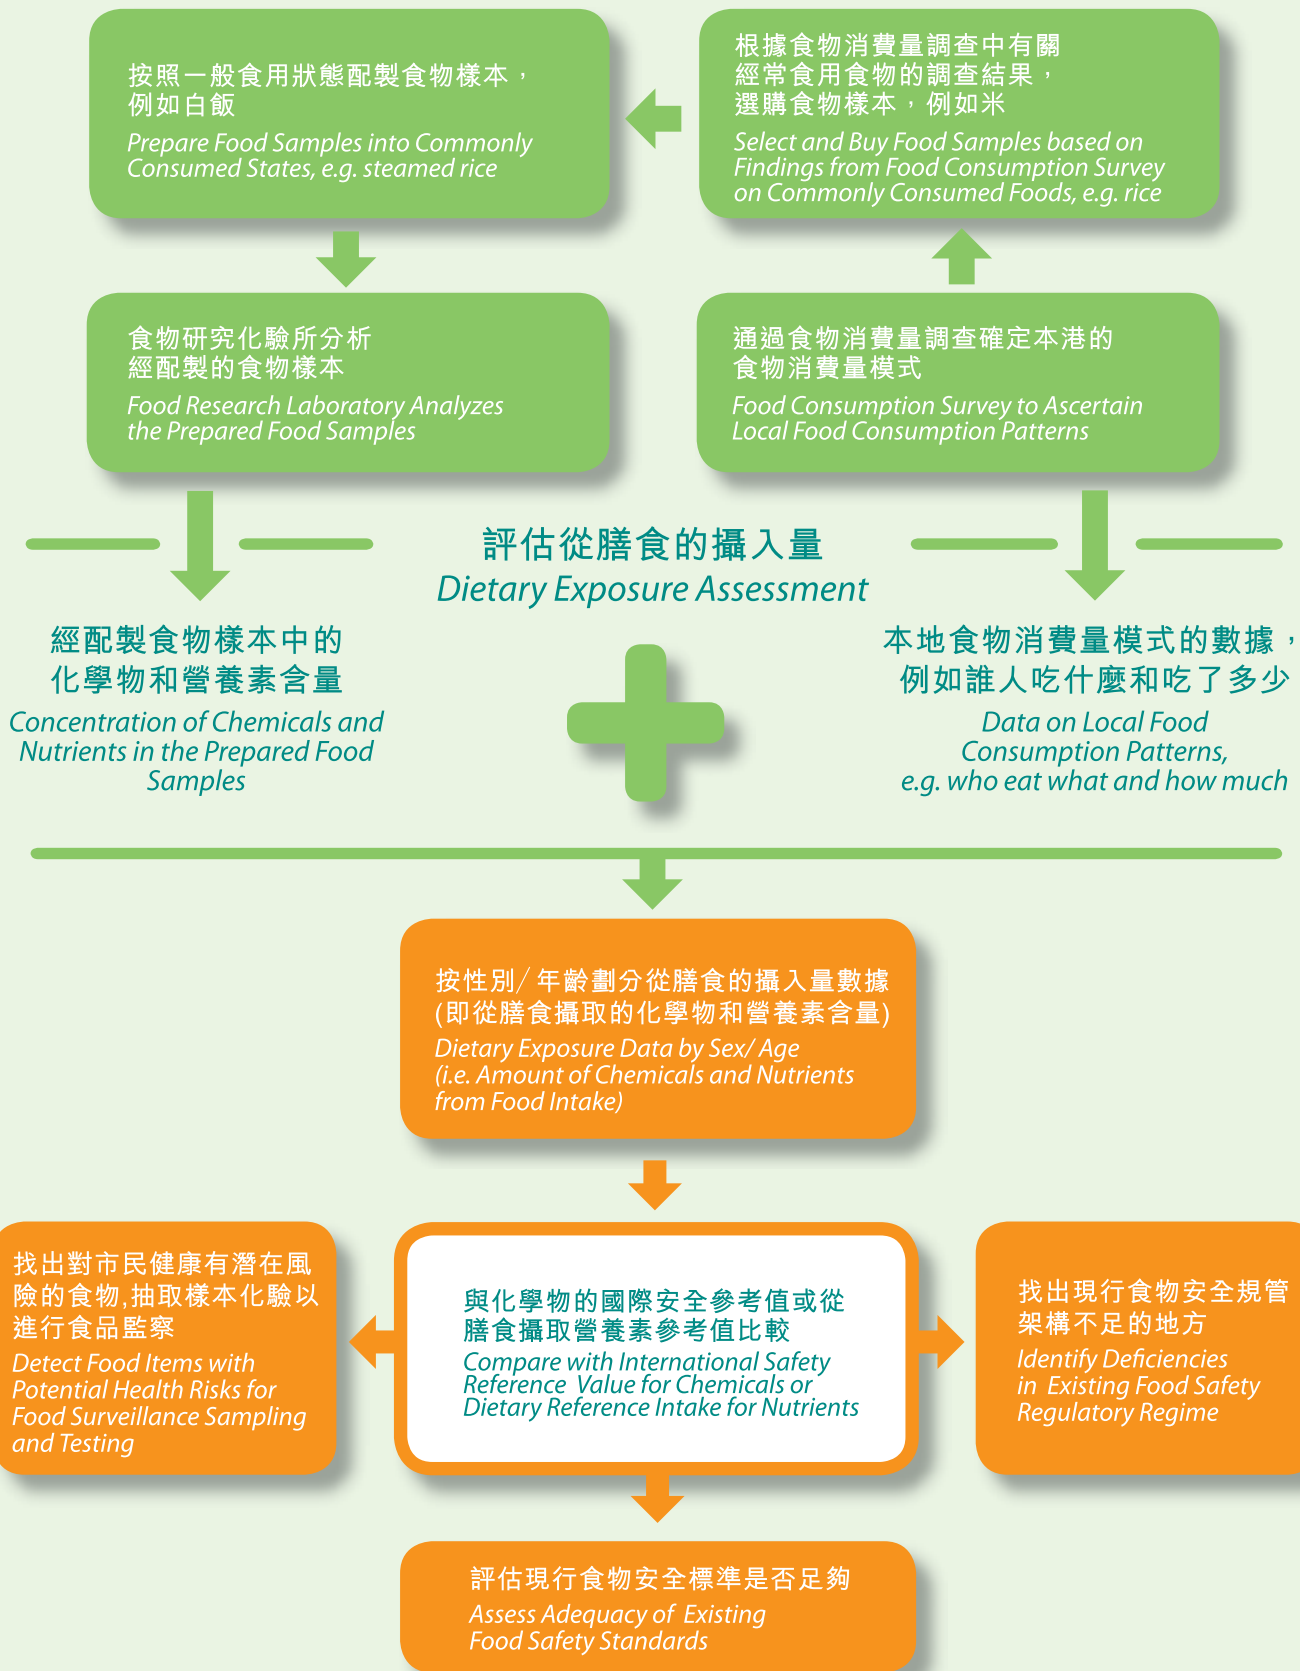 按照一般食用狀態配製食物樣本，
例如白飯
Prepare Food Samples into Commonly
Consumed States, e.g. steamed rice
根據食物消費量調查中有關
經常食用食物的調查結果，
選購食物樣本，例如米
Select and Buy Food Samples based on
Findings from Food Consumption Survey
on Commonly Consumed Foods, e.g. rice
食物研究化驗所分析
經配製的食物樣本
Food Research Laboratory Analyzes
the Prepared Food Samples
通過食物消費量調查確定本港的
食物消費量模式
Food Consumption Survey to Ascertain
Local Food Consumption Patterns
評估從膳食的攝入量
Dietary Exposure Assessment
經配製食物樣本中的
化學物和營養素含量
Concentration of Chemicals and
Nutrients in the Prepared Food
Samples
本地食物消費量模式的數據，
例如誰人吃什麼和吃了多少
Data on Local Food
Consumption Patterns,
e.g. who eat what and how much
按性別/年齡劃分從膳食的攝入量數據
(即從膳食攝取的化學物和營養素含量)
Dietary Exposure Data by Sex/ Age
(i.e. Amount of Chemicals and Nutrients
from Food Intake)
找出對市民健康有潛在風
險的食物,抽取樣本化驗以
進行食品監察
Detect Food Items with
Potential Health Risks for
Food Surveillance Sampling
and Testing
與化學物的國際安全參考值或從
膳食攝取營養素參考值比較
Compare with International Safety
Reference Value for Chemicals or
Dietary Reference Intake for Nutrients
找出現行食物安全規管
架構不足的地方
Identify Deficiencies
in Existing Food Safety
Regulatory Regime
評估現行食物安全標準是否足夠
Assess Adequacy of Existing
Food Safety Standards